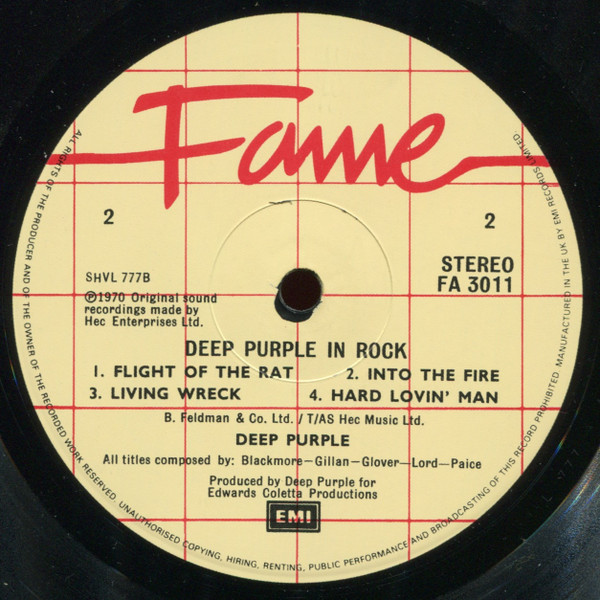 Fame
2
2
SHVL 777B
STEREO
FA 3011
℗1970 Original sound
recordings made by
Hec Enterprises Ltd.
DEEP PURPLE IN ROCK
1. FLIGHT OF THE RAT 2. INTO THE FIRE
3. LIVING WRECK 4. HARD LOVIN' MAN
B. Feldman & Co. Ltd. / T/AS Hec Music Ltd.
DEEP PURPLE
All titles composed by: Blackmore—Gillan—Glover—Lord—Paice
Produced by Deep Purple for
Edwards Coletta Productions
EMI
ALL RIGHTS OF THE PRODUCER AND OF THE OWNER OF THE RECORDED WORK RESERVED. UNAUTHORISED COPYING, HIRING, RENTING, PUBLIC PERFORMANCE AND BROADCASTING OF THIS RECORD PROHIBITED. MANUFACTURED IN THE UK BY EMI RECORDS LIMITED